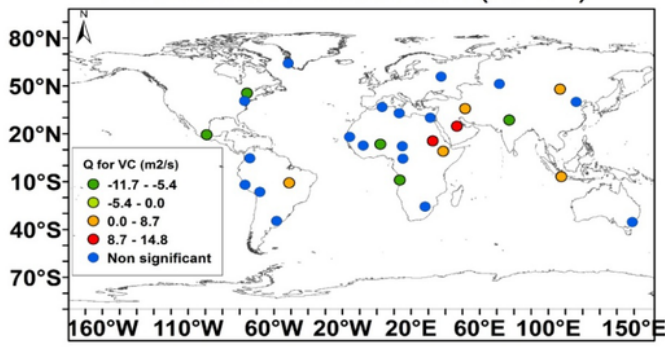 N
80°N
50°N
20°N
10°S
40°S
70°S
Q for VC (m2/s)
-11.7 - -5.4
-5.4 - 0.0
0.0 - 8.7
8.7 - 14.8
Non significant
160°W 110°W 60°W 20°W 20°E 60°E 100°E 150°E